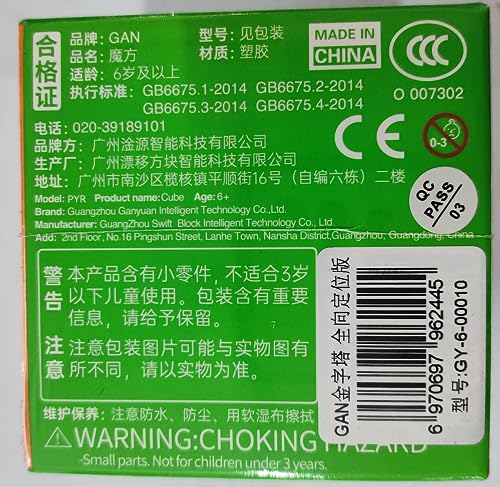 合格证
品牌：GAN 型号：见包装
品名：魔方 材质：塑胶
适龄：6岁及以上
执行标准：GB6675.1-2014 GB6675.2-2014
GB6675.3-2014 GB6675.4-2014
MADE IN
CHINA
CCC
O 007302
电话：020-39189101
品牌方：广州淦源智能科技有限公司
生产厂：广州漂移方块智能科技有限公司
地址：广州市南沙区榄核镇平顺街16号（自编六栋）二楼
CE
0-3
Model: PYR Product name:Cube Age:6+
Brand: Guangzhou Ganyuan Intelligent Technology Co.,Ltd.
Manufacturer: GuangZhou Swift Block Intelligent Technology Co.,Ltd
Add: 2nd Floor, No.16 Pingshun Street, Lanhe Town, Nansha District,Guangzhou, Guangdong, China
QC
PASS
03
警告
本产品含有小零件，不适合3岁
以下儿童使用。包装含有重要
信息，请给予保留。
注意
注意包装图片可能与实物图有
所不同，请以实物为准。
维护保养：注意防水、防尘、用软湿布擦拭
WARNING:CHOKING HAZARD
-Small parts. Not for children under 3 years.
GAN金字塔 全向定位版
6 970697 962445
型号:GY-6-00010